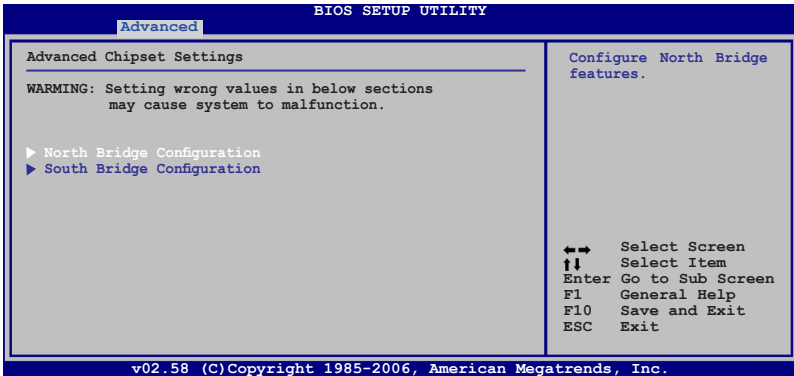 BIOS SETUP UTILITY
Advanced
Advanced Chipset Settings
WARMING: Setting wrong values in below sections
may cause system to malfunction.
North Bridge Configuration
South Bridge Configuration
Configure North Bridge
features.
Select Screen
Select Item
Enter Go to Sub Screen
F1 General Help
F10 Save and Exit
ESC Exit
v02.58 (C)Copyright 1985-2006, American Megatrends, Inc.